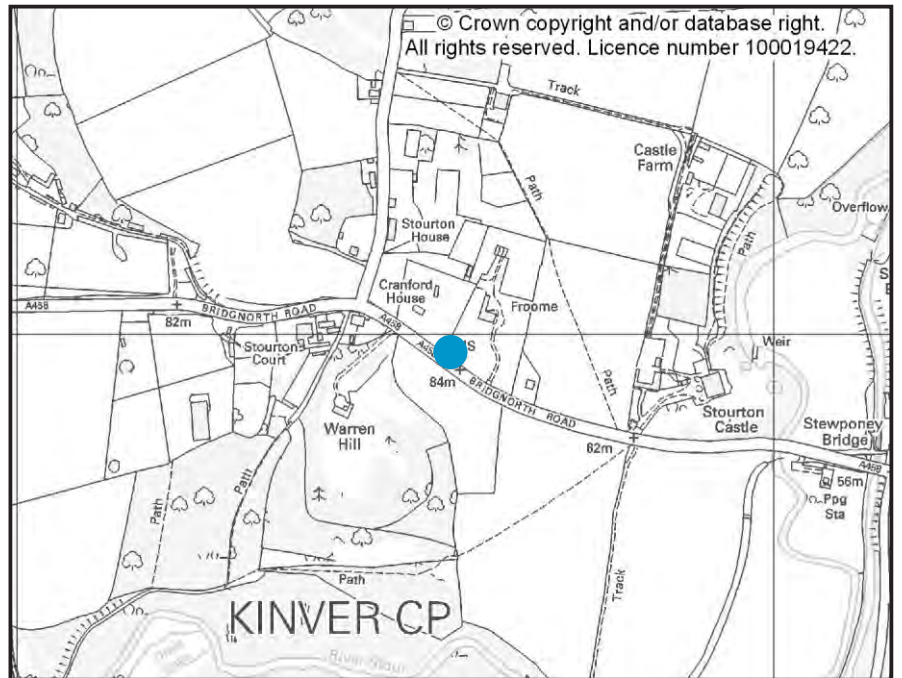 © Crown copyright and/or database right.
All rights reserved. Licence number 100019422.
Track
Castle
Farm
Path
Path
Overflow
Stourton
House
Cranford
House
Froome
A458
BRIDGNORTH ROAD
A458
82m
Stourton
Court
84m
BRIDGNORTH ROAD
Weir
Path
Stourton
Castle
Stewponey
Bridge
Warren
Hill
82m
A458
56m
Ppg
Sta
Path
Path
Path
Track
KINVER CP
River Stour